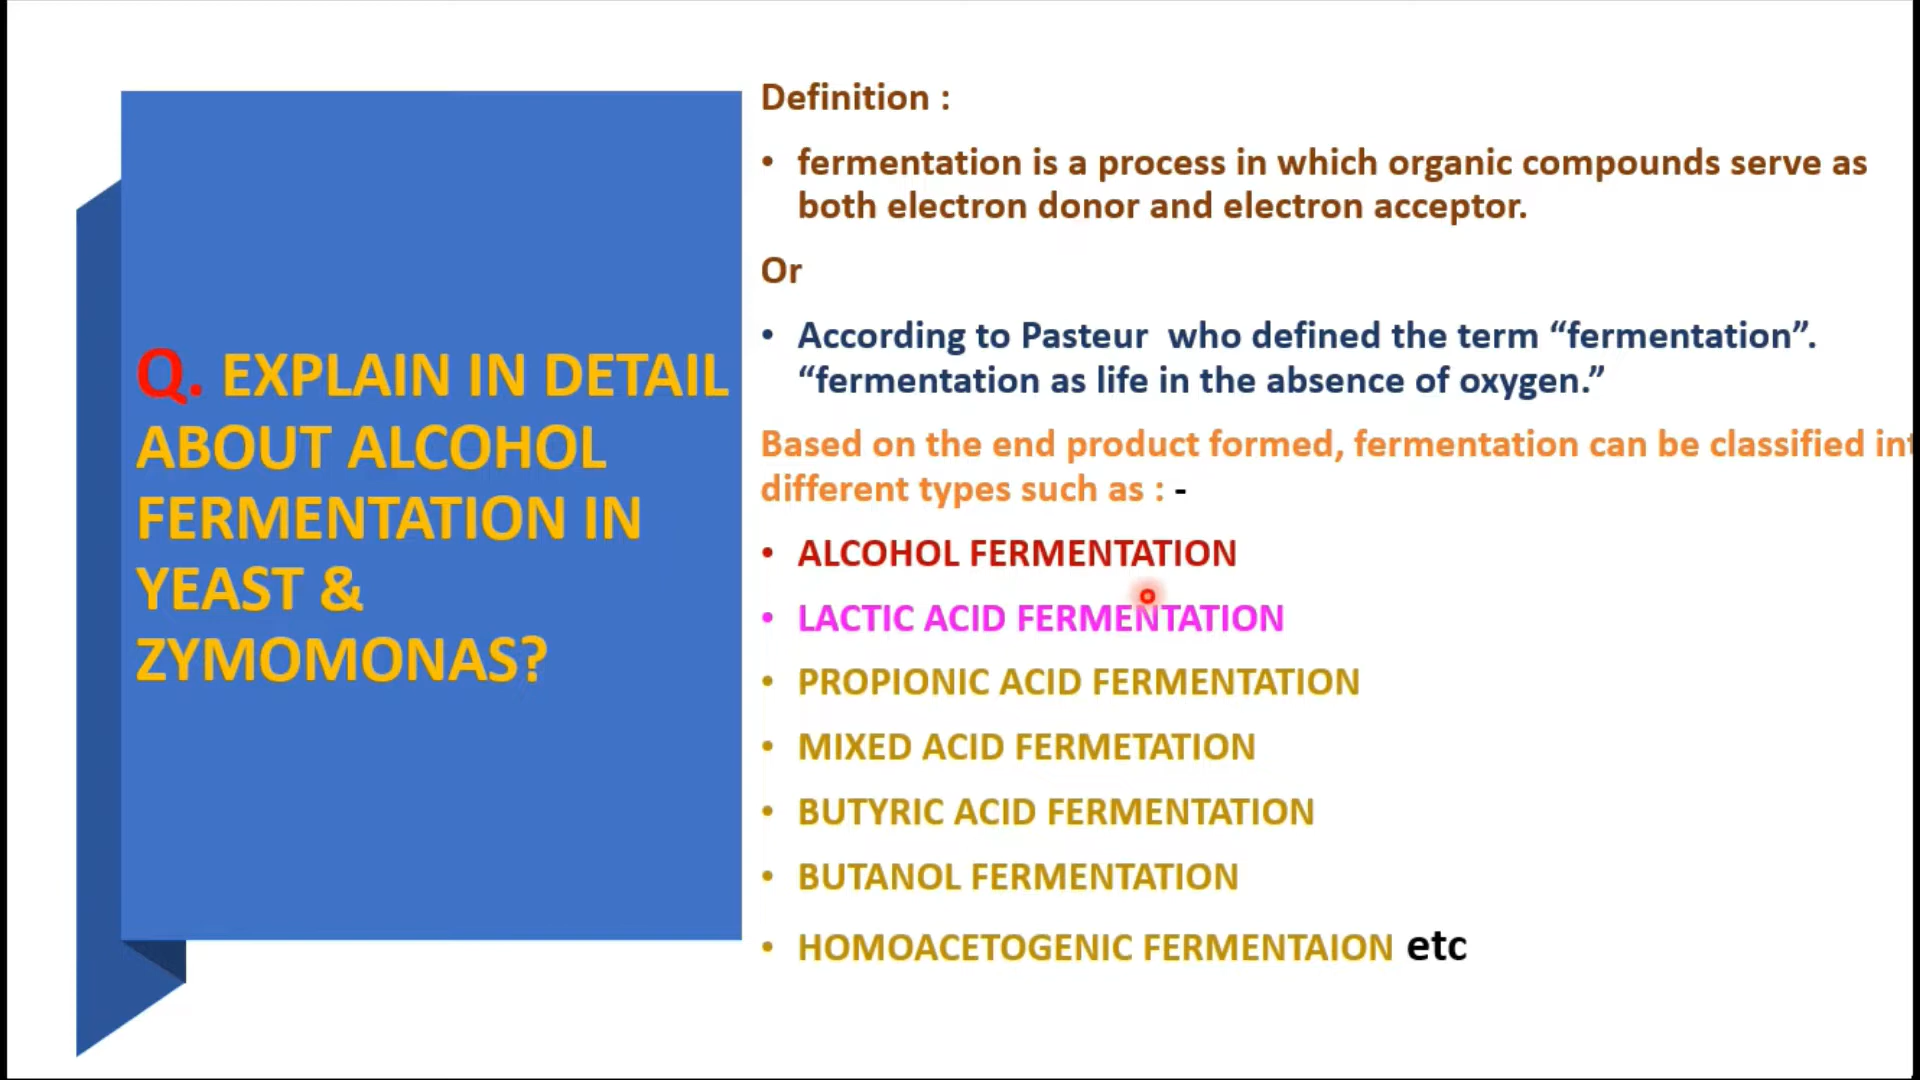 Q. EXPLAIN IN DETAIL
ABOUT ALCOHOL
FERMENTATION IN
YEAST &
ZYMOMONAS?
Definition :
• fermentation is a process in which organic compounds serve as
both electron donor and electron acceptor.
Or
• According to Pasteur who defined the term “fermentation”.
“fermentation as life in the absence of oxygen.”
Based on the end product formed, fermentation can be classified int
different types such as : -
• ALCOHOL FERMENTATION
• LACTIC ACID FERMENTATION
• PROPIONIC ACID FERMENTATION
• MIXED ACID FERMETATION
• BUTYRIC ACID FERMENTATION
• BUTANOL FERMENTATION
• HOMOACETOGENIC FERMENTAION etc